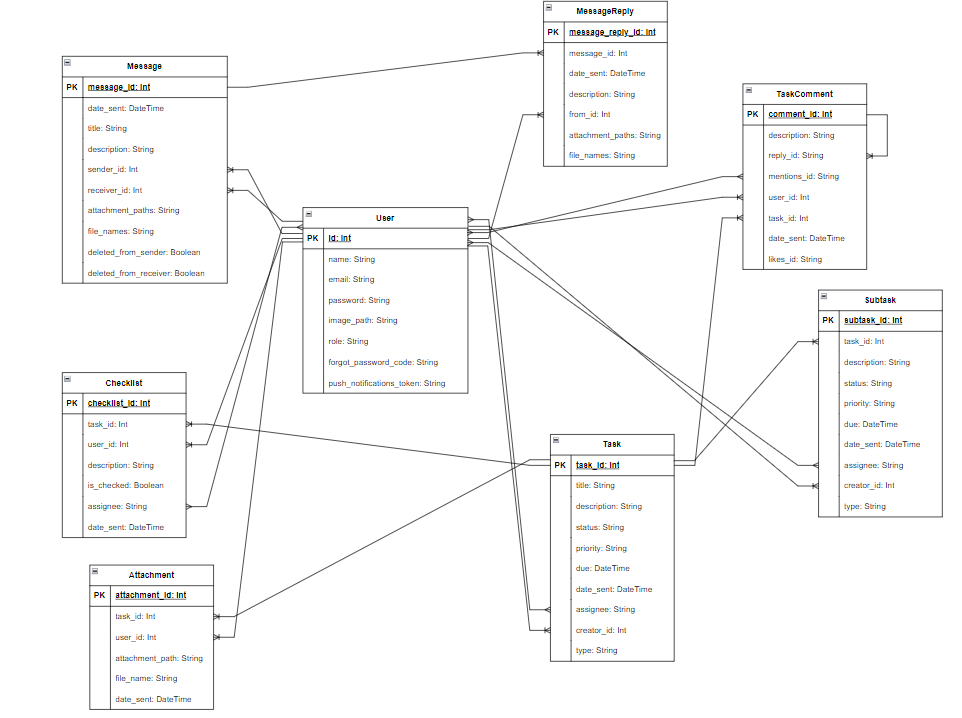 MessageReply
PK message_reply_id: Int
message_id: Int
date_sent: DateTime
description: String
from_id: Int
attachment_paths: String
file_names: String
Message
PK message_id: Int
date_sent: DateTime
title: String
description: String
sender_id: Int
receiver_id: Int
attachment_paths: String
file_names: String
deleted_from_sender: Boolean
deleted_from_receiver: Boolean
TaskComment
PK comment_id: Int
description: String
reply_id: String
mentions_id: String
user_id: Int
task_id: Int
date_sent: DateTime
likes_id: String
User
PK id: Int
name: String
email: String
password: String
image_path: String
role: String
forgot_password_code: String
push_notifications_token: String
Subtask
PK subtask_id: Int
task_id: Int
description: String
status: String
priority: String
due: DateTime
date_sent: DateTime
assignee: String
creator_id: Int
type: String
Checklist
PK checklist_id: Int
task_id: Int
user_id: Int
description: String
is_checked: Boolean
assignee: String
date_sent: DateTime
Task
PK task_id: Int
title: String
description: String
status: String
priority: String
due: DateTime
date_sent: DateTime
assignee: String
creator_id: Int
type: String
Attachment
PK attachment_id: Int
task_id: Int
user_id: Int
attachment_path: String
file_name: String
date_sent: DateTime